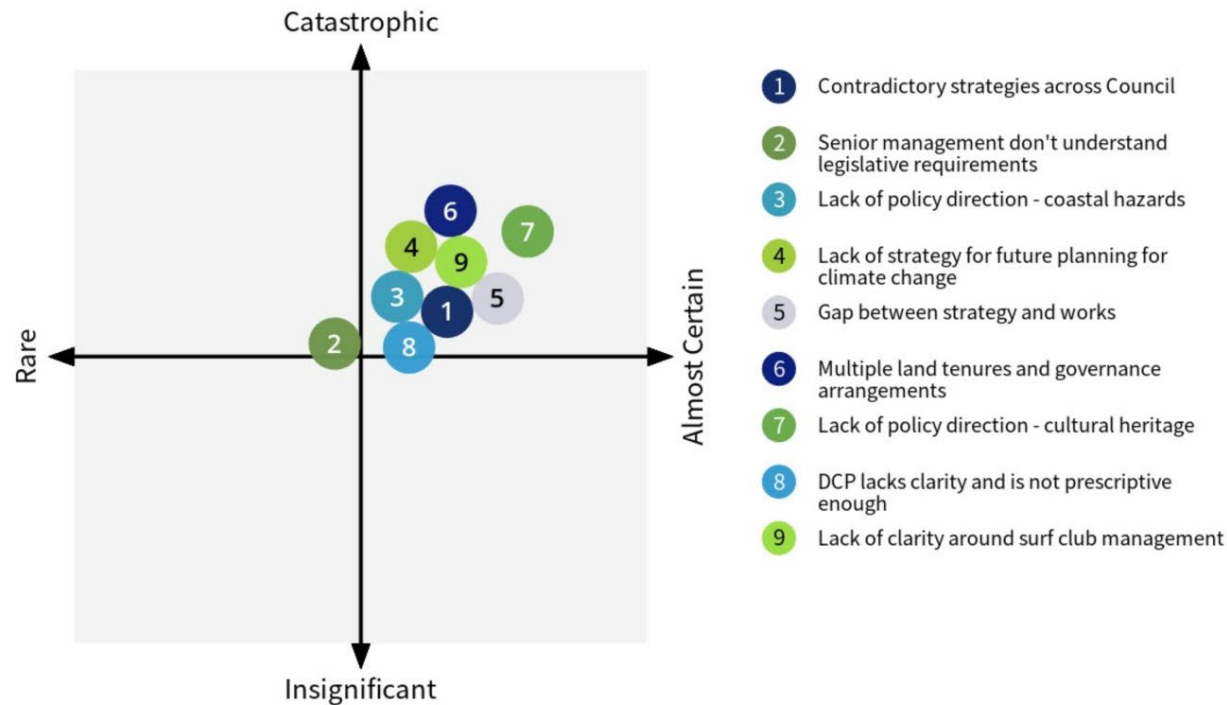 Catastrophic
6
7
4
9
3
5
1
2
8
Rare
Almost Certain
Insignificant
1 Contradictory strategies across Council
2 Senior management don't understand
legislative requirements
3 Lack of policy direction - coastal hazards
4 Lack of strategy for future planning for
climate change
5 Gap between strategy and works
6 Multiple land tenures and governance
arrangements
7 Lack of policy direction - cultural heritage
8 DCP lacks clarity and is not prescriptive
enough
9 Lack of clarity around surf club management